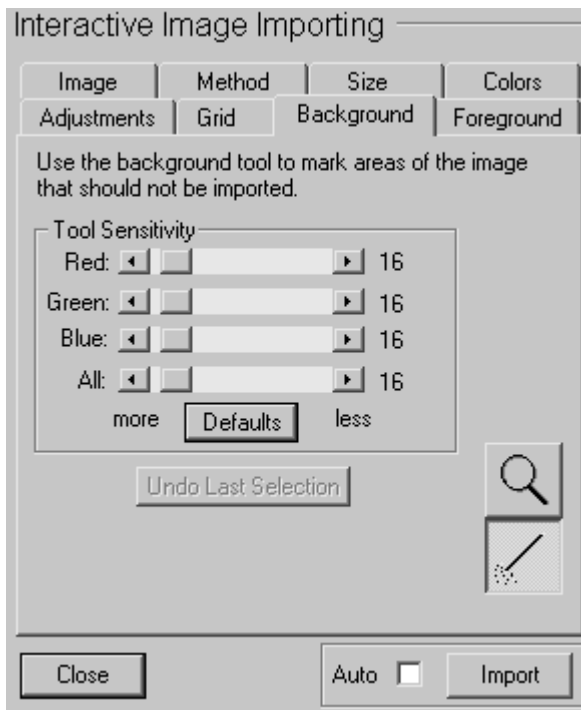 Interactive Image Importing
Image Method Size Colors
Adjustments Grid Background Foreground
Use the background tool to mark areas of the image
that should not be imported.
Tool Sensitivity
Red: 16
Green: 16
Blue: 16
All: 16
more Defaults less
Undo Last Selection
Close Auto Import